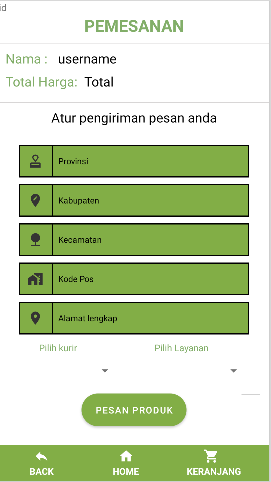 id
PEMESANAN
Nama : username
Total Harga: Total
Atur pengiriman pesan anda
Provinsi
Kabupaten
Kecamatan
Kode Pos
Alamat lengkap
Pilih kurir Pilih Layanan
PESAN PRODUK
BACK HOME KERANJANG